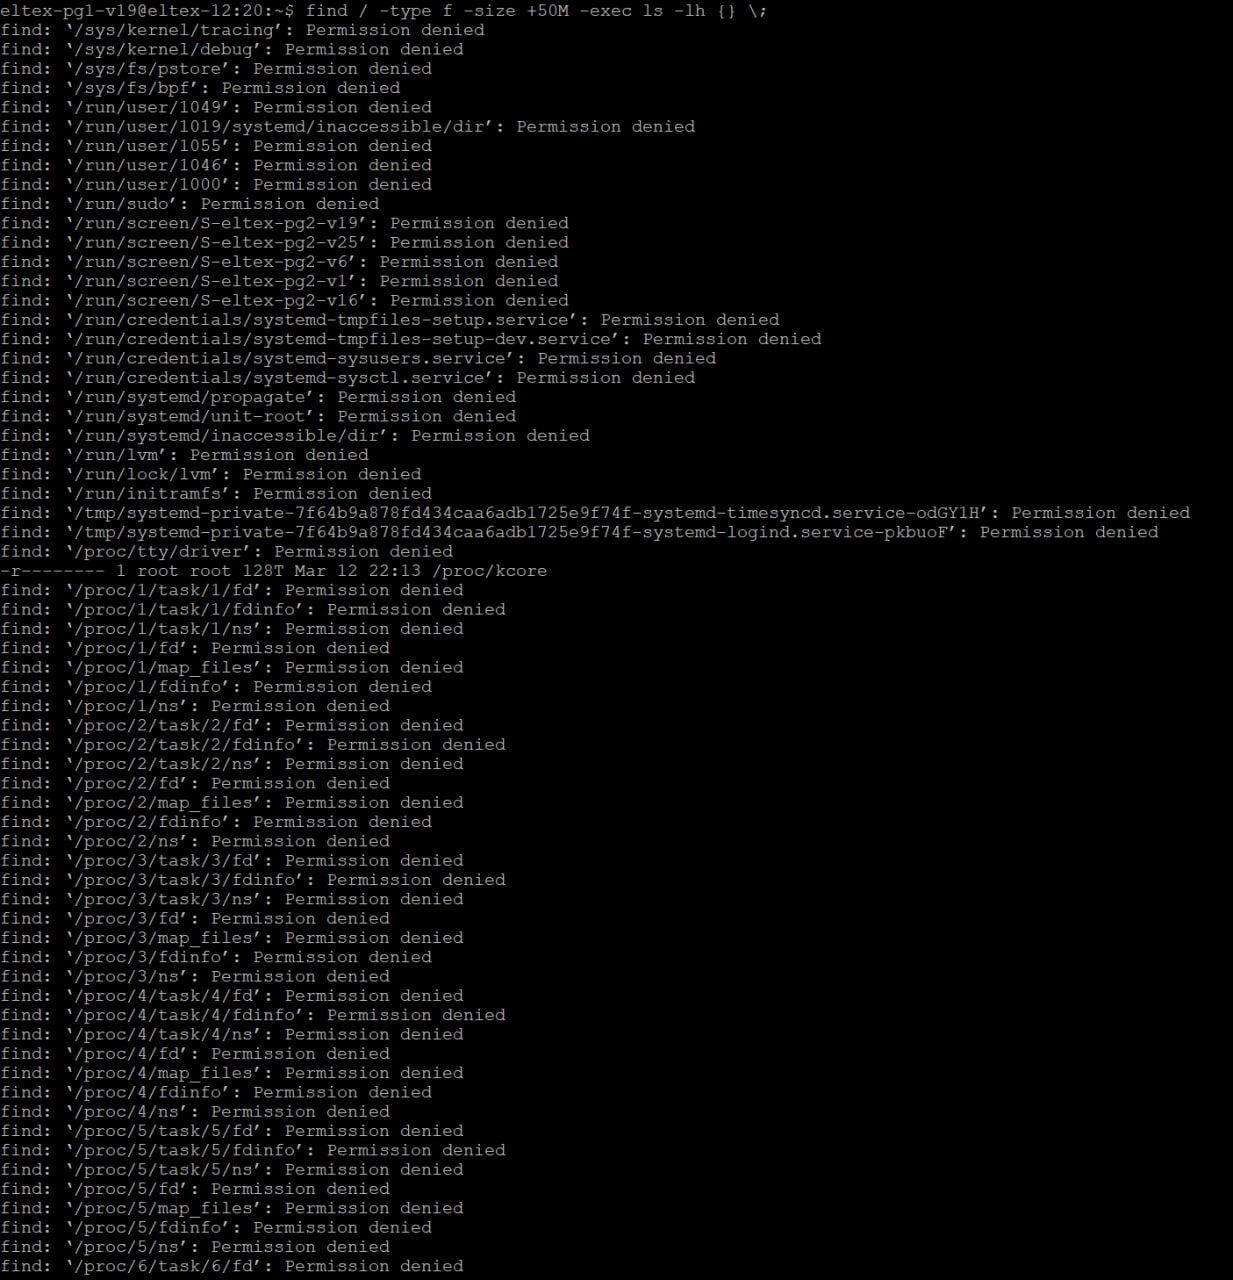 eltex-pg1-v19@eltex-12:20:~$ find / -type f -size +50M -exec ls -lh {} \;
find: ‘/sys/kernel/tracing’: Permission denied
find: ‘/sys/kernel/debug’: Permission denied
find: ‘/sys/fs/pstore’: Permission denied
find: ‘/sys/fs/bpf’: Permission denied
find: ‘/run/user/1049’: Permission denied
find: ‘/run/user/1019/systemd/inaccessible/dir’: Permission denied
find: ‘/run/user/1055’: Permission denied
find: ‘/run/user/1046’: Permission denied
find: ‘/run/user/1000’: Permission denied
find: ‘/run/sudo’: Permission denied
find: ‘/run/screen/S-eltex-pg2-v19’: Permission denied
find: ‘/run/screen/S-eltex-pg2-v25’: Permission denied
find: ‘/run/screen/S-eltex-pg2-v6’: Permission denied
find: ‘/run/screen/S-eltex-pg2-v1’: Permission denied
find: ‘/run/screen/S-eltex-pg2-v16’: Permission denied
find: ‘/run/credentials/systemd-tmpfiles-setup.service’: Permission denied
find: ‘/run/credentials/systemd-tmpfiles-setup-dev.service’: Permission denied
find: ‘/run/credentials/systemd-sysusers.service’: Permission denied
find: ‘/run/credentials/systemd-sysctl.service’: Permission denied
find: ‘/run/systemd/propagate’: Permission denied
find: ‘/run/systemd/unit-root’: Permission denied
find: ‘/run/systemd/inaccessible/dir’: Permission denied
find: ‘/run/lvm’: Permission denied
find: ‘/run/lock/lvm’: Permission denied
find: ‘/run/initramfs’: Permission denied
find: ‘/tmp/systemd-private-7f64b9a878fd434caa6adb1725e9f74f-systemd-timesyncd.service-odGY1H’: Permission denied
find: ‘/tmp/systemd-private-7f64b9a878fd434caa6adb1725e9f74f-systemd-logind.service-pkbuoF’: Permission denied
find: ‘/proc/tty/driver’: Permission denied
-r-------- 1 root root 128T Mar 12 22:13 /proc/kcore
find: ‘/proc/1/task/1/fd’: Permission denied
find: ‘/proc/1/task/1/fdinfo’: Permission denied
find: ‘/proc/1/task/1/ns’: Permission denied
find: ‘/proc/1/fd’: Permission denied
find: ‘/proc/1/map_files’: Permission denied
find: ‘/proc/1/fdinfo’: Permission denied
find: ‘/proc/1/ns’: Permission denied
find: ‘/proc/2/task/2/fd’: Permission denied
find: ‘/proc/2/task/2/fdinfo’: Permission denied
find: ‘/proc/2/task/2/ns’: Permission denied
find: ‘/proc/2/fd’: Permission denied
find: ‘/proc/2/map_files’: Permission denied
find: ‘/proc/2/fdinfo’: Permission denied
find: ‘/proc/2/ns’: Permission denied
find: ‘/proc/3/task/3/fd’: Permission denied
find: ‘/proc/3/task/3/fdinfo’: Permission denied
find: ‘/proc/3/task/3/ns’: Permission denied
find: ‘/proc/3/fd’: Permission denied
find: ‘/proc/3/map_files’: Permission denied
find: ‘/proc/3/fdinfo’: Permission denied
find: ‘/proc/3/ns’: Permission denied
find: ‘/proc/4/task/4/fd’: Permission denied
find: ‘/proc/4/task/4/fdinfo’: Permission denied
find: ‘/proc/4/task/4/ns’: Permission denied
find: ‘/proc/4/fd’: Permission denied
find: ‘/proc/4/map_files’: Permission denied
find: ‘/proc/4/fdinfo’: Permission denied
find: ‘/proc/4/ns’: Permission denied
find: ‘/proc/5/task/5/fd’: Permission denied
find: ‘/proc/5/task/5/fdinfo’: Permission denied
find: ‘/proc/5/task/5/ns’: Permission denied
find: ‘/proc/5/fd’: Permission denied
find: ‘/proc/5/map_files’: Permission denied
find: ‘/proc/5/fdinfo’: Permission denied
find: ‘/proc/5/ns’: Permission denied
find: ‘/proc/6/task/6/fd’: Permission denied